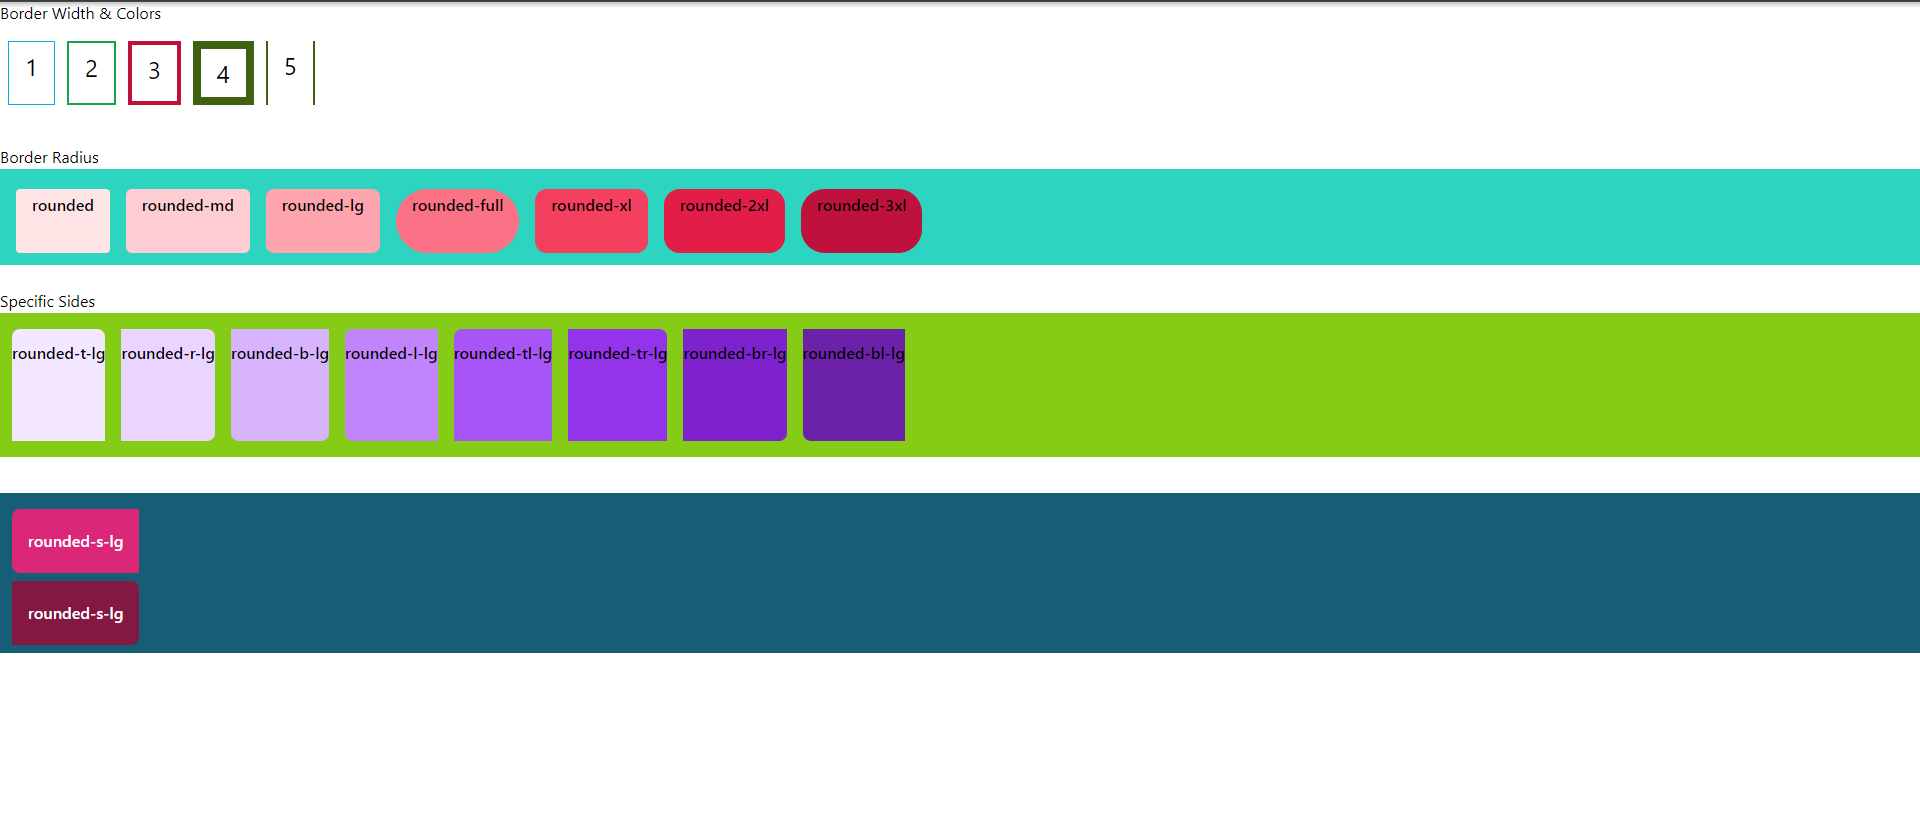 Border Width & Colors
1 2 3 4 5
Border Radius
rounded rounded-md rounded-lg rounded-full rounded-xl rounded-2xl rounded-3xl
Specific Sides
rounded-t-lg rounded-r-lg rounded-b-lg rounded-l-lg rounded-tl-lg rounded-tr-lg rounded-br-lg rounded-bl-lg
rounded-s-lg
rounded-s-lg